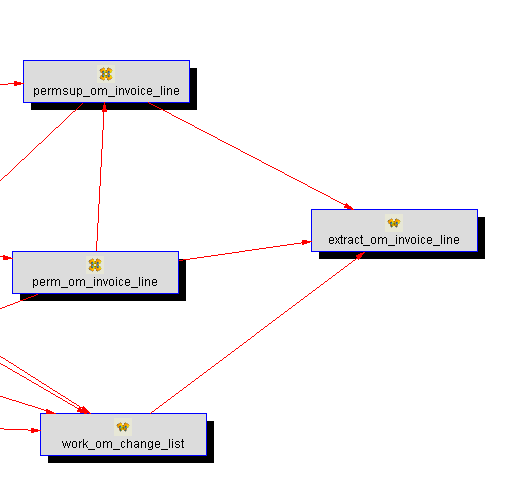 permsup_om_invoice_line
extract_om_invoice_line
perm_om_invoice_line
work_om_change_list